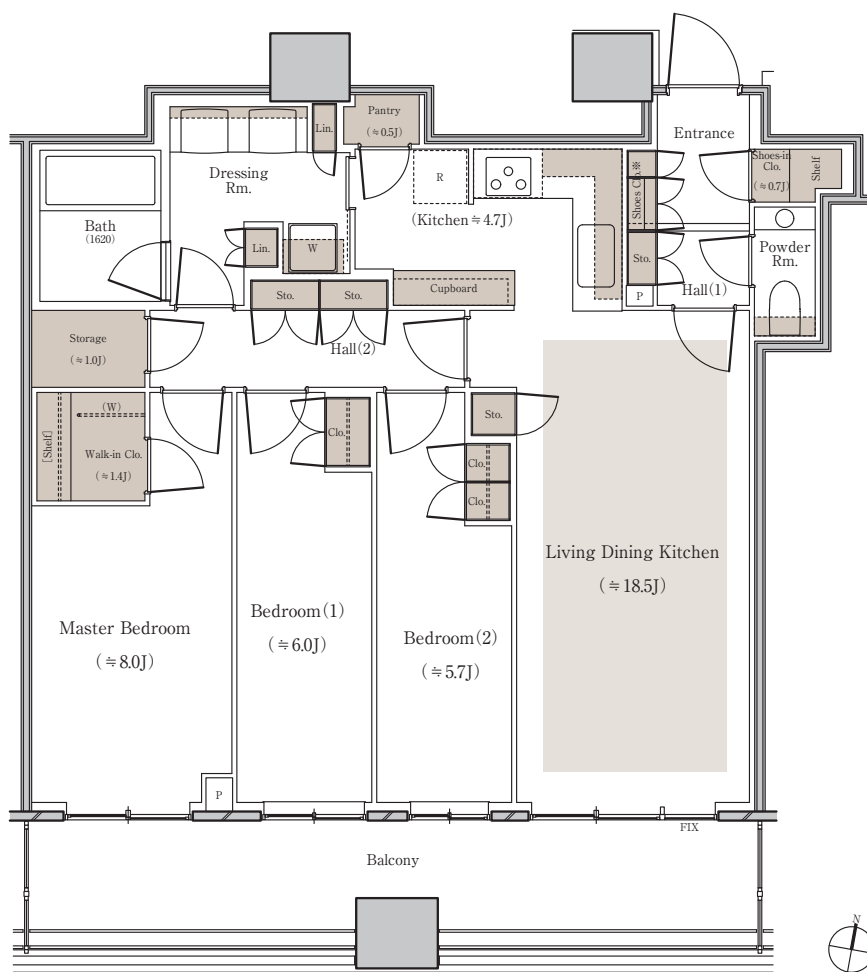 Entrance
Shoes-in
Clo.
(≒0.7J)
Shelf
Pantry
(≒0.5J)
Lin.
Dressing
Rm.
R
(Kitchen≒4.7J)
Shoes Clo.※
Bath
(1620)
Lin.
W
Powder
Rm.
Sto.
P
Hall(1)
Cupboard
Sto.
Sto.
Storage
(≒1.0J)
Hall(2)
(W)
[Shelf]
Walk-in Clo.
(≒1.4J)
Clo.
Sto.
Clo.
Clo.
Living Dining Kitchen
(≒18.5J)
Master Bedroom
(≒8.0J)
Bedroom(1)
(≒6.0J)
Bedroom(2)
(≒5.7J)
P
FIX
Balcony
N